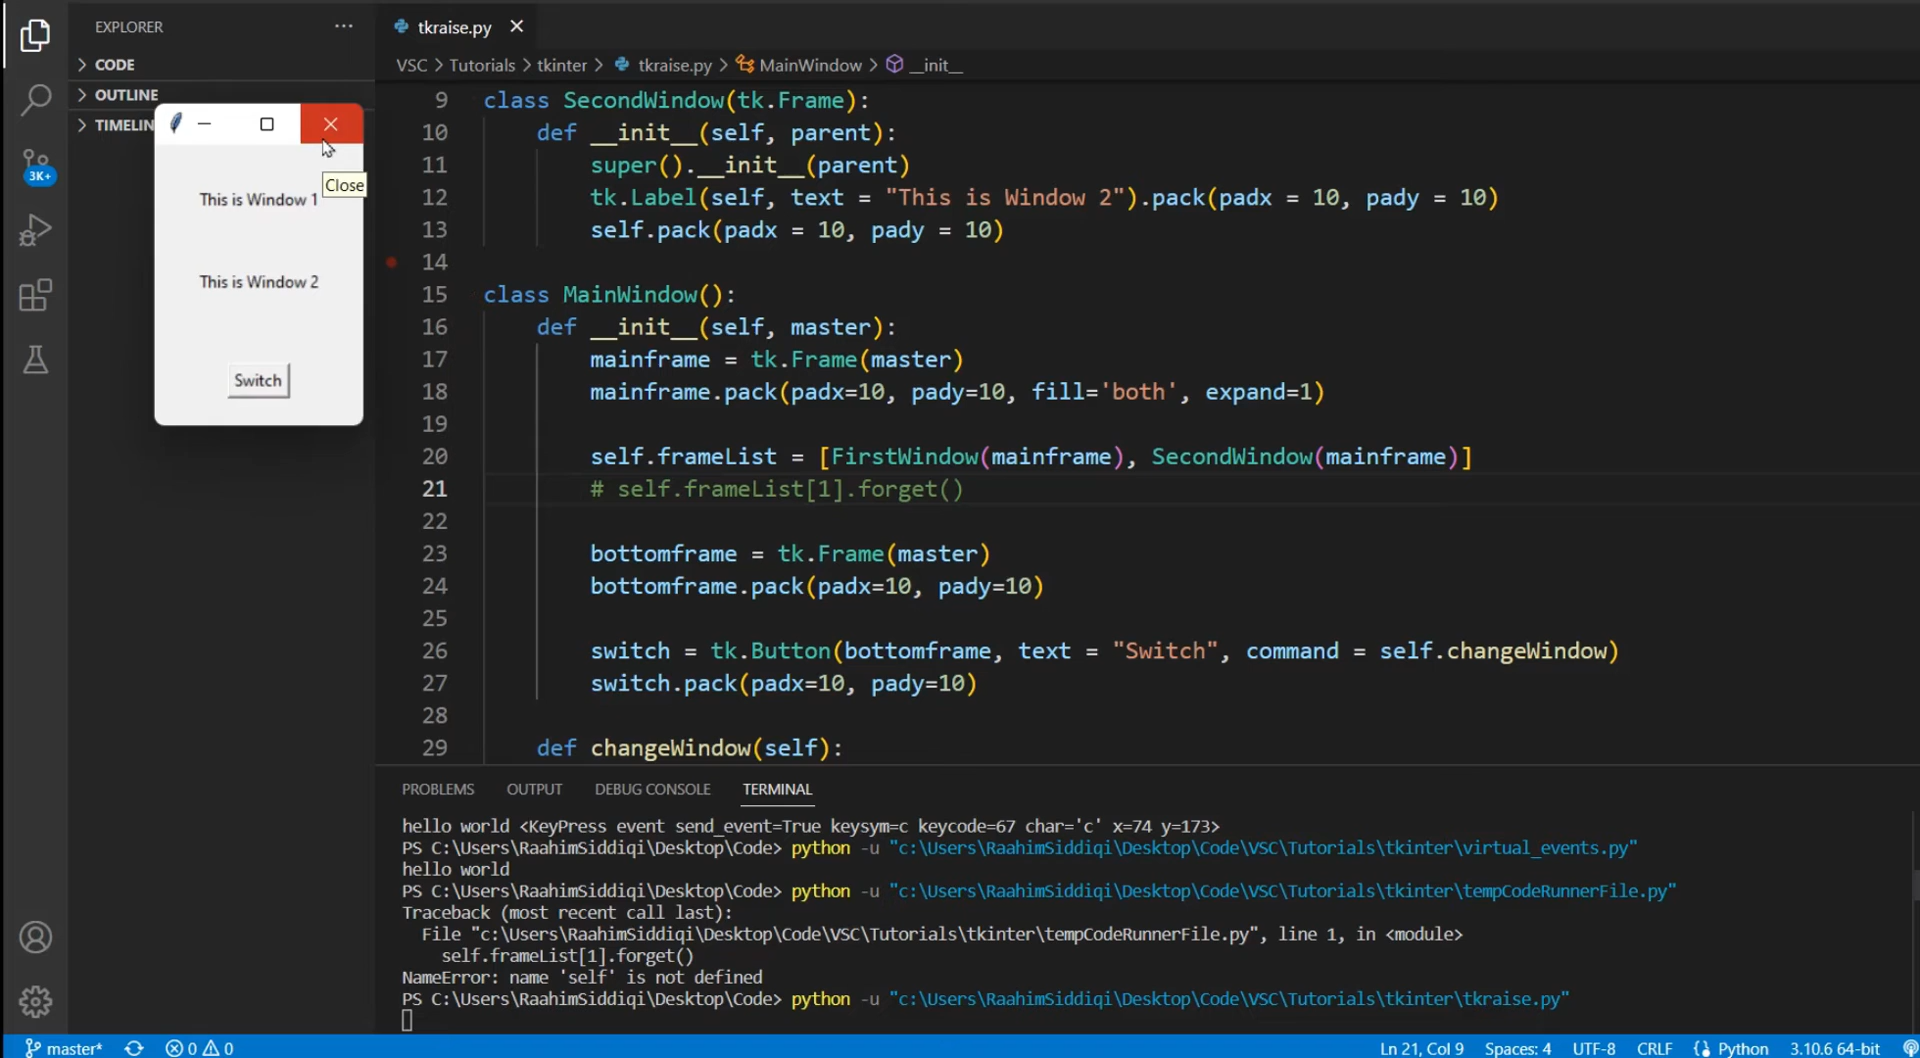 EXPLORER
CODE
OUTLINE
TIMELIN
Close
This is Window 1
This is Window 2
Switch
3K+
tkraise.py
VSC > Tutorials > tkinter > tkraise.py > MainWindow > __init__
9 class SecondWindow(tk.Frame):
10 def __init__(self, parent):
11 super().__init__(parent)
12 tk.Label(self, text = "This is Window 2").pack(padx = 10, pady = 10)
13 self.pack(padx = 10, pady = 10)
14
15 class MainWindow():
16 def __init__(self, master):
17 mainframe = tk.Frame(master)
18 mainframe.pack(padx=10, pady=10, fill='both', expand=1)
19
20 self.frameList = [FirstWindow(mainframe), SecondWindow(mainframe)]
21 # self.frameList[1].forget()
22
23 bottomframe = tk.Frame(master)
24 bottomframe.pack(padx=10, pady=10)
25
26 switch = tk.Button(bottomframe, text = "Switch", command = self.changeWindow)
27 switch.pack(padx=10, pady=10)
28
29 def changeWindow(self):
PROBLEMS OUTPUT DEBUG CONSOLE TERMINAL
hello world <KeyPress event send_event=True keysym=c keycode=67 char='c' x=74 y=173>
PS C:\Users\RaahimSiddiqi\Desktop\Code> python -u "c:\Users\RaahimSiddiqi\Desktop\Code\VSC\Tutorials\tkinter\virtual_events.py"
hello world
PS C:\Users\RaahimSiddiqi\Desktop\Code> python -u "c:\Users\RaahimSiddiqi\Desktop\Code\VSC\Tutorials\tkinter\tempCodeRunnerFile.py"
Traceback (most recent call last):
File "c:\Users\RaahimSiddiqi\Desktop\Code\VSC\Tutorials\tkinter\tempCodeRunnerFile.py", line 1, in <module>
self.frameList[1].forget()
NameError: name 'self' is not defined
PS C:\Users\RaahimSiddiqi\Desktop\Code> python -u "c:\Users\RaahimSiddiqi\Desktop\Code\VSC\Tutorials\tkinter\tkraise.py"
master* 0 0 Ln 21, Col 9 Spaces: 4 UTF-8 CRLF Python 3.10.6 64-bit